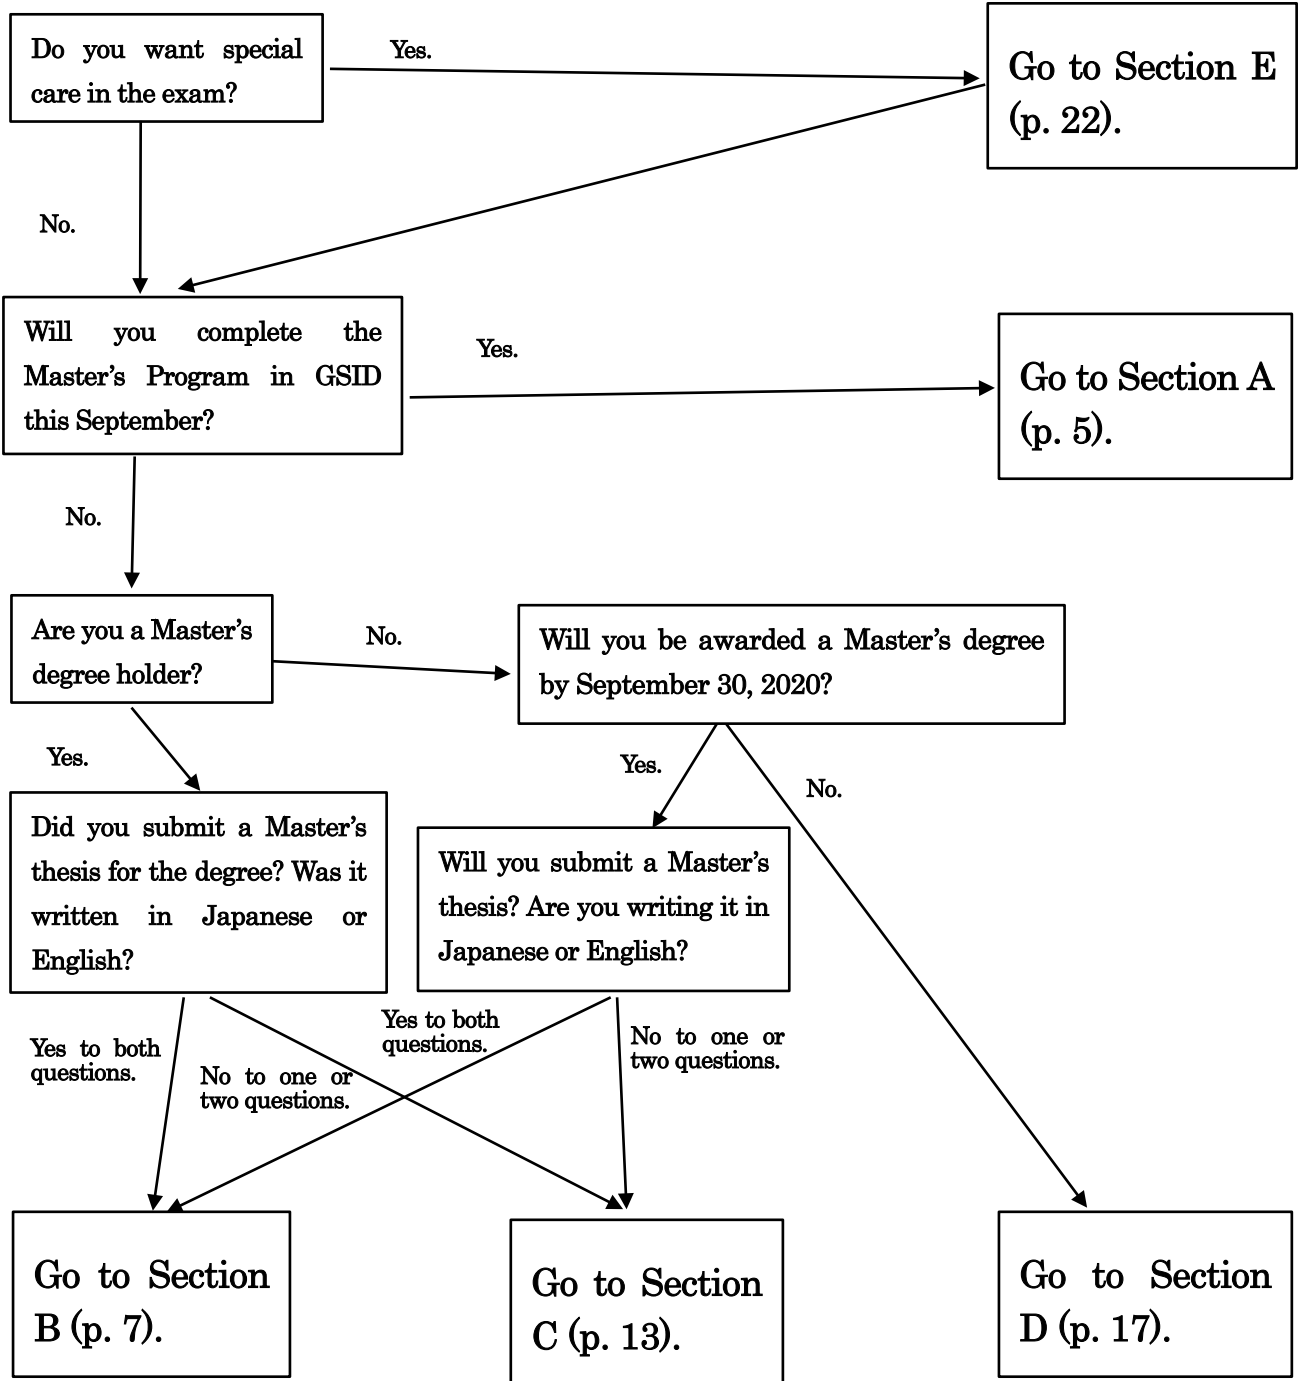 Do you want special
care in the exam?
Yes.
Go to Section E
(p. 22).
No.
Will you complete the
Master’s Program in GSID
this September?
Yes.
Go to Section A
(p. 5).
No.
Are you a Master’s
degree holder?
No.
Will you be awarded a Master’s degree
by September 30, 2020?
Yes.
Yes.
No.
Did you submit a Master’s
thesis for the degree? Was it
written in Japanese or
English?
Will you submit a Master’s
thesis? Are you writing it in
Japanese or English?
Yes to both
questions.
No to one or
two questions.
Yes to both
questions.
No to one or
two questions.
Go to Section
B (p. 7).
Go to Section
C (p. 13).
Go to Section
D (p. 17).